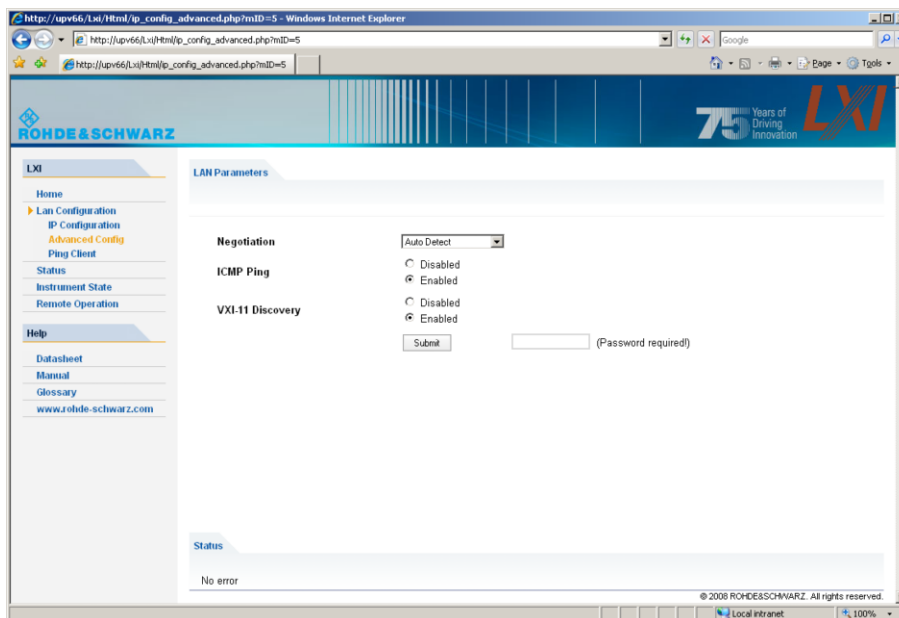 http://upv66/Lxi/Html/ip_config_advanced.php?mID=5 - Windows Internet Explorer
http://upv66/Lxi/Html/ip_config_advanced.php?mID=5
Google
http://upv66/Lxi/Html/ip_config_advanced.php?mID=5
Page
Tools
ROHDE&SCHWARZ
75 Years of
Driving
Innovation
LXI
LXI
Home
Lan Configuration
IP Configuration
Advanced Config
Ping Client
Status
Instrument State
Remote Operation
Help
Datasheet
Manual
Glossary
www.rohde-schwarz.com
LAN Parameters
Negotiation
Auto Detect
ICMP Ping
Disabled
Enabled
VXI-11 Discovery
Disabled
Enabled
Submit
(Password required!)
Status
No error
© 2008 ROHDE&SCHWARZ. All rights reserved.
Local intranet
100%